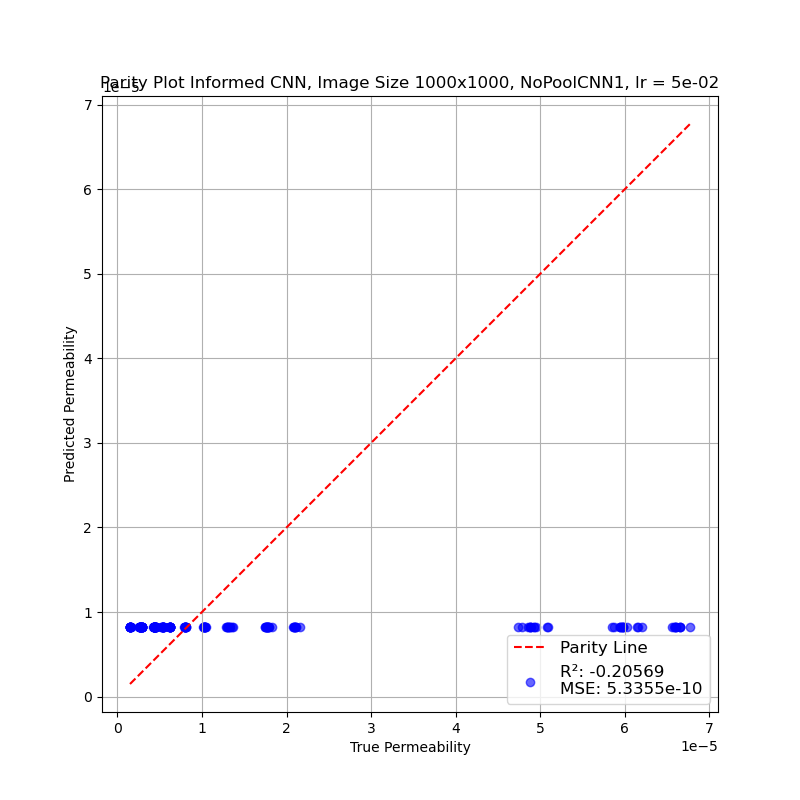 Parity Plot Informed CNN, Image Size 1000x1000, NoPoolCNN1, lr = 5e-02
1e−5
7
6
5
4
3
2
1
0
Predicted Permeability
Parity Line
R²: -0.20569
MSE: 5.3355e-10
0 1 2 3 4 5 6 7
True Permeability
1e−5